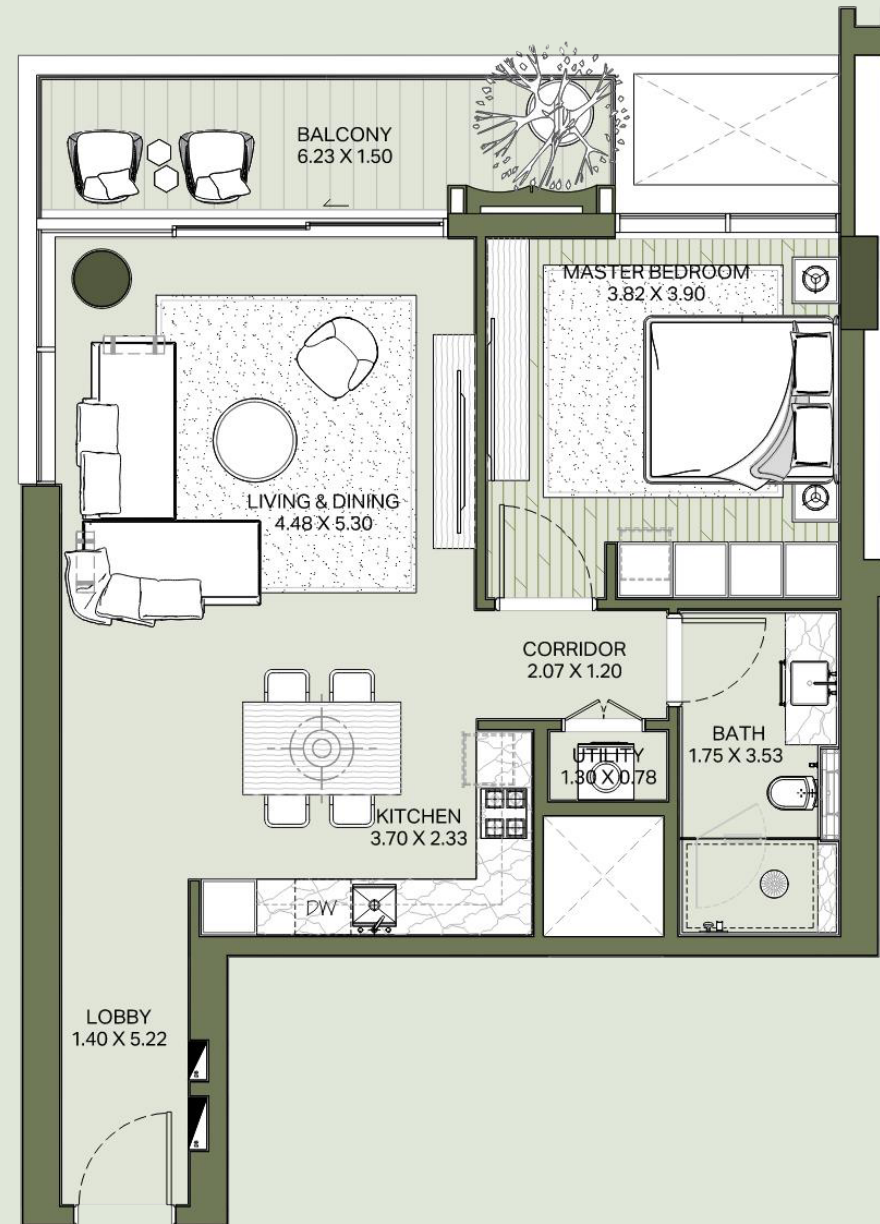 BALCONY
6.23 X 1.50
MASTER BEDROOM
3.82 X 3.90
LIVING & DINING
4.48 X 5.30
CORRIDOR
2.07 X 1.20
BATH
1.75 X 3.53
UTILITY
1.30 X 0.78
KITCHEN
3.70 X 2.33
DW
LOBBY
1.40 X 5.22